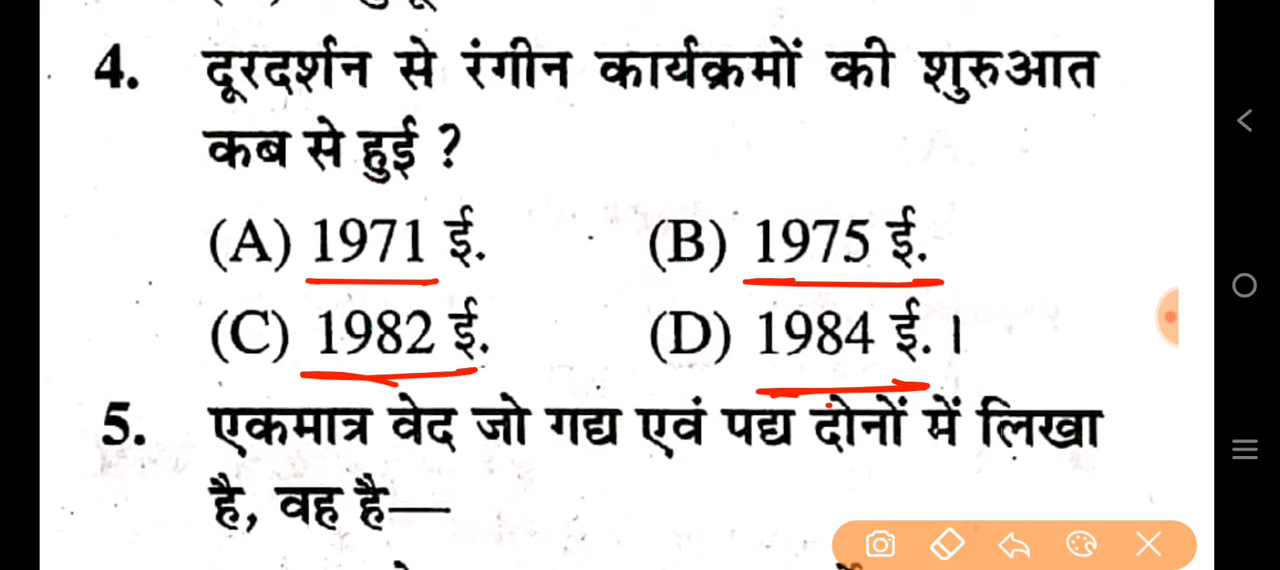 4. दूरदर्शन से रंगीन कार्यक्रमों की शुरुआत
कब से हुई ?
(A) 1971 ई. (B) 1975 ई.
(C) 1982 ई. (D) 1984 ई.।
5. एकमात्र वेद जो गद्य एवं पद्य दोनों में लिखा
है, वह है—